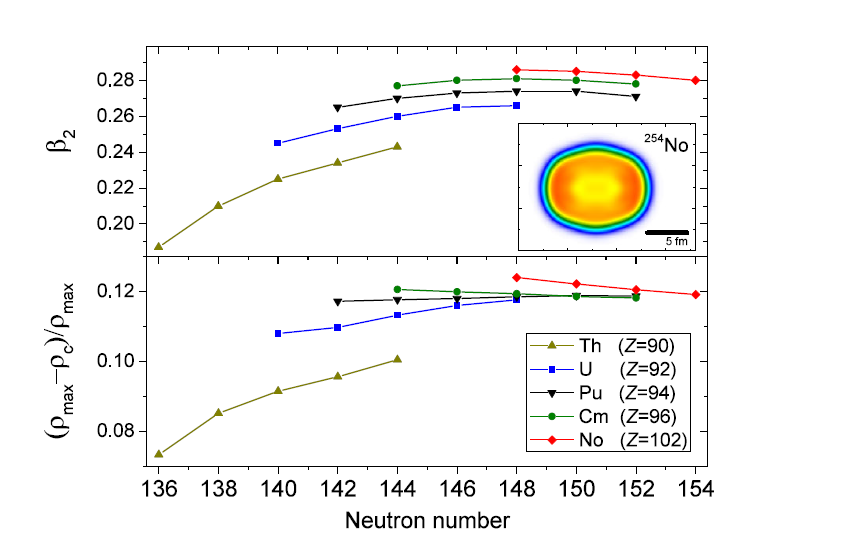 β2
0.28
0.26
0.24
0.22
0.20
254No
5 fm
(ρmax−ρc)/ρmax
0.12
0.10
0.08
Th (Z=90)
U (Z=92)
Pu (Z=94)
Cm (Z=96)
No (Z=102)
136 138 140 142 144 146 148 150 152 154
Neutron number